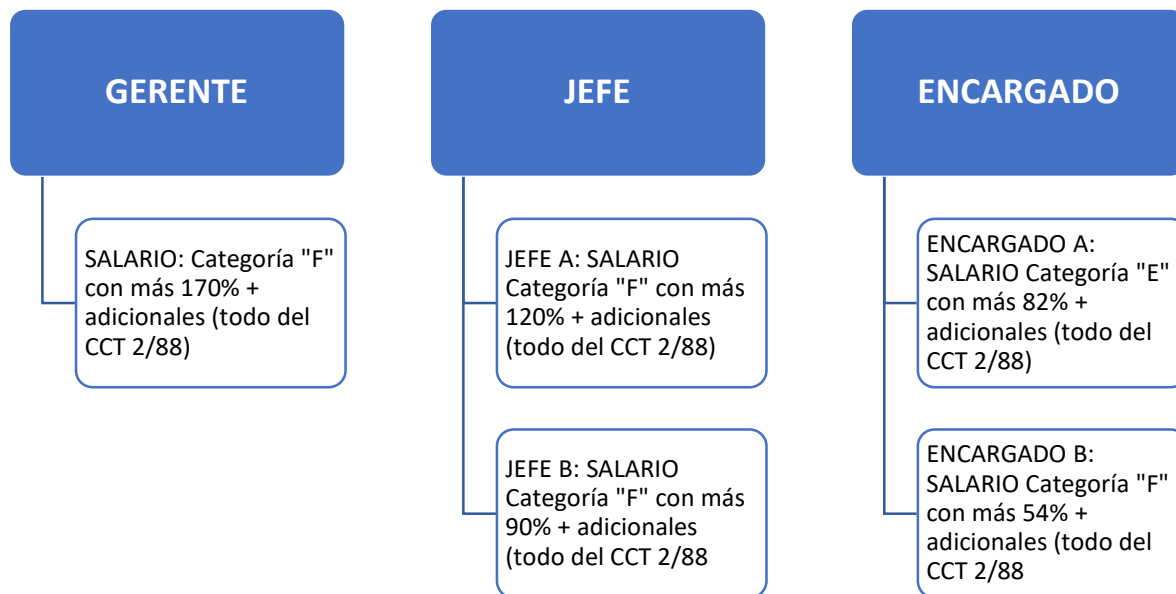 GERENTE
SALARIO: Categoría "F"
con más 170% +
adicionales (todo del
CCT 2/88)
JEFE
JEFE A: SALARIO
Categoría "F" con más
120% + adicionales
(todo del CCT 2/88)
JEFE B: SALARIO
Categoría "F" con más
90% + adicionales
(todo del CCT 2/88
ENCARGADO
ENCARGADO A:
SALARIO Categoría "E"
con más 82% +
adicionales (todo del
CCT 2/88)
ENCARGADO B:
SALARIO Categoría "F"
con más 54% +
adicionales (todo del
CCT 2/88